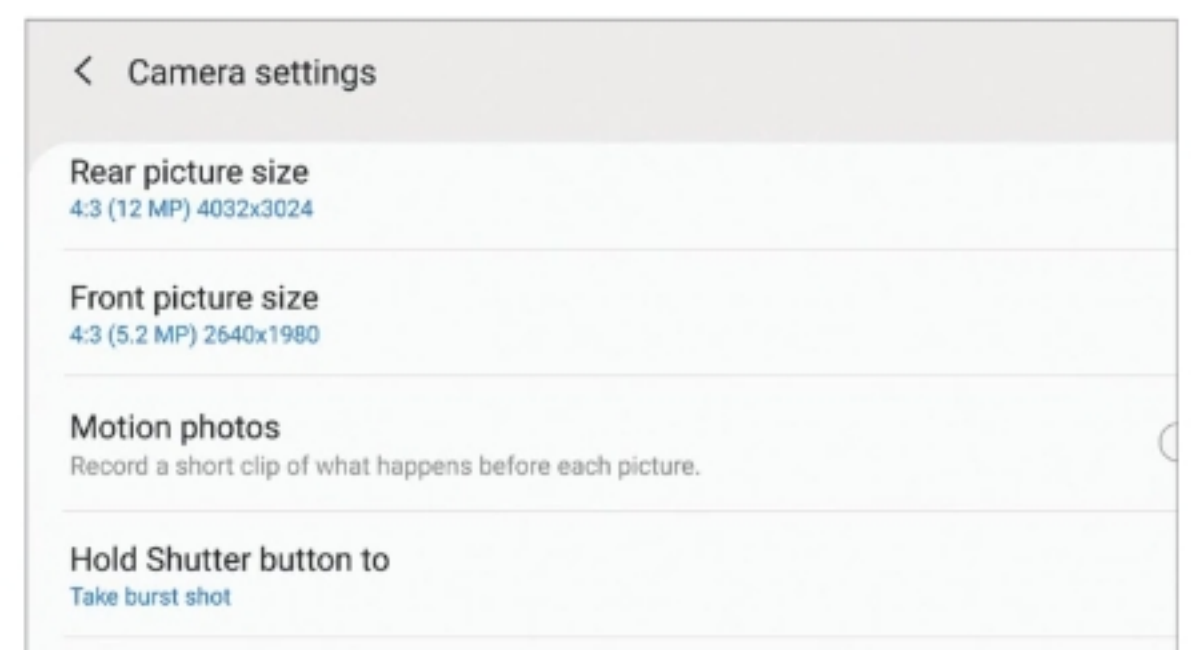 Camera settings
Rear picture size
4:3 (12 MP) 4032x3024
Front picture size
4:3 (5.2 MP) 2640x1980
Motion photos
Record a short clip of what happens before each picture.
Hold Shutter button to
Take burst shot